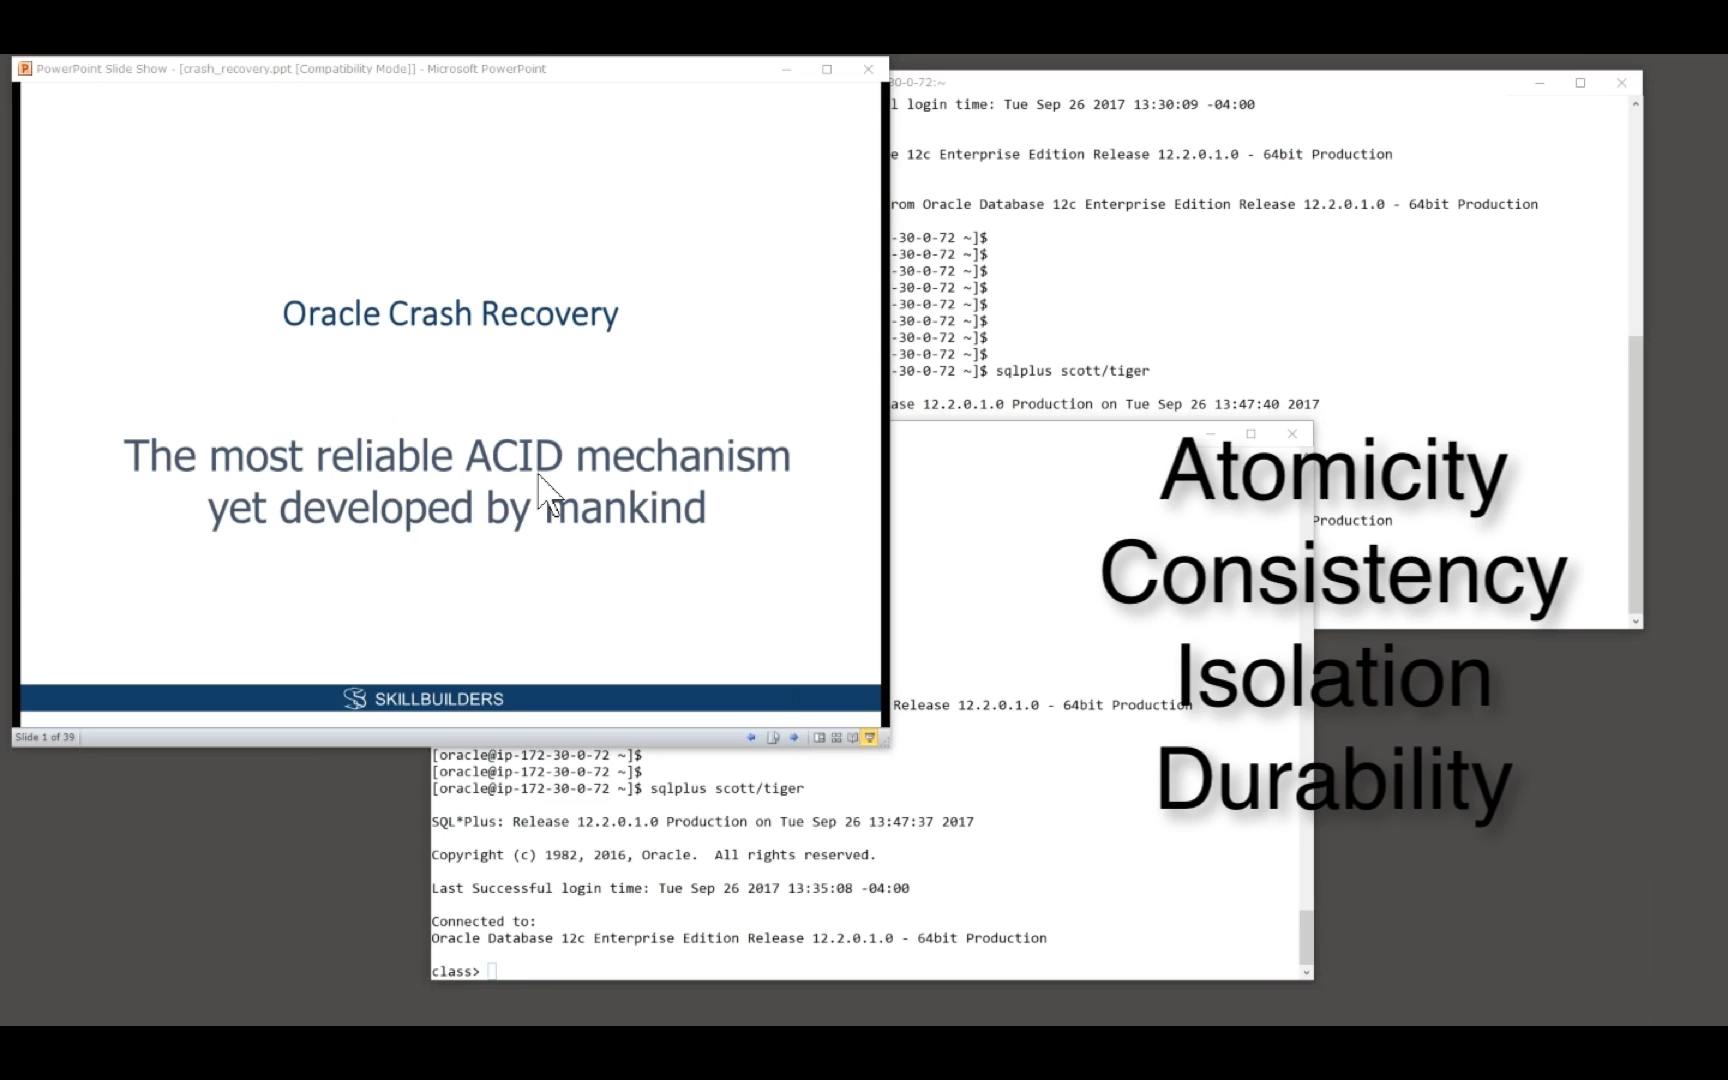 PowerPoint Slide Show - [crash_recovery.ppt [Compatibility Mode]] - Microsoft PowerPoint
Oracle Crash Recovery
The most reliable ACID mechanism
yet developed by mankind
SKILLBUILDERS
Slide 1 of 39
30-0-72:~
l login time: Tue Sep 26 2017 13:30:09 -04:00
e 12c Enterprise Edition Release 12.2.0.1.0 - 64bit Production
rom Oracle Database 12c Enterprise Edition Release 12.2.0.1.0 - 64bit Production
-30-0-72 ~]$
-30-0-72 ~]$
-30-0-72 ~]$
-30-0-72 ~]$
-30-0-72 ~]$
-30-0-72 ~]$
-30-0-72 ~]$
-30-0-72 ~]$
-30-0-72 ~]$ sqlplus scott/tiger
ase 12.2.0.1.0 Production on Tue Sep 26 13:47:40 2017
Production
Release 12.2.0.1.0 - 64bit Production
[oracle@ip-172-30-0-72 ~]$
[oracle@ip-172-30-0-72 ~]$
[oracle@ip-172-30-0-72 ~]$ sqlplus scott/tiger
SQL*Plus: Release 12.2.0.1.0 Production on Tue Sep 26 13:47:37 2017
Copyright (c) 1982, 2016, Oracle.  All rights reserved.
Last Successful login time: Tue Sep 26 2017 13:35:08 -04:00
Connected to:
Oracle Database 12c Enterprise Edition Release 12.2.0.1.0 - 64bit Production
class>
Atomicity
Consistency
Isolation
Durability